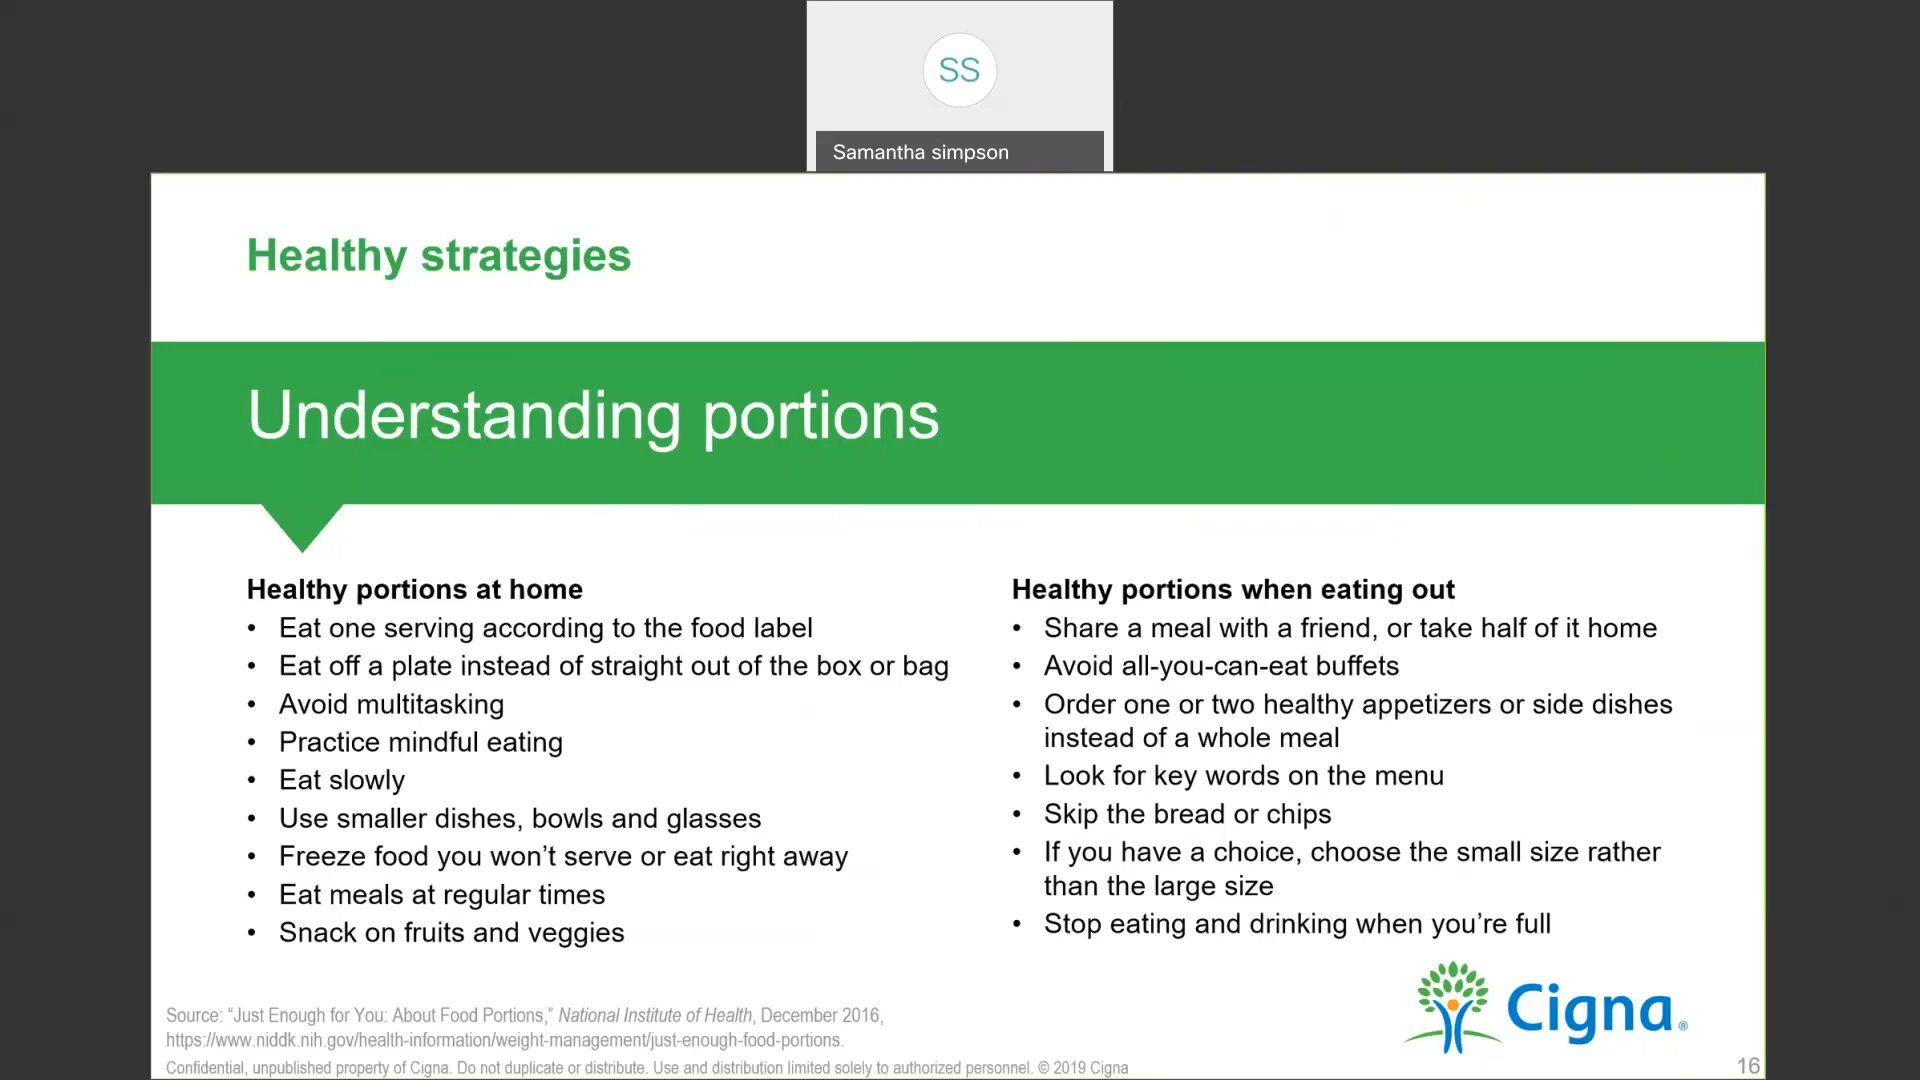 SS
Samantha simpson
Healthy strategies
Understanding portions
Healthy portions at home
• Eat one serving according to the food label
• Eat off a plate instead of straight out of the box or bag
• Avoid multitasking
• Practice mindful eating
• Eat slowly
• Use smaller dishes, bowls and glasses
• Freeze food you won’t serve or eat right away
• Eat meals at regular times
• Snack on fruits and veggies
Healthy portions when eating out
• Share a meal with a friend, or take half of it home
• Avoid all-you-can-eat buffets
• Order one or two healthy appetizers or side dishes
instead of a whole meal
• Look for key words on the menu
• Skip the bread or chips
• If you have a choice, choose the small size rather
than the large size
• Stop eating and drinking when you’re full
Source: “Just Enough for You: About Food Portions,” National Institute of Health, December 2016,
https://www.niddk.nih.gov/health-information/weight-management/just-enough-food-portions.
Confidential, unpublished property of Cigna. Do not duplicate or distribute. Use and distribution limited solely to authorized personnel. © 2019 Cigna
Cigna®
16